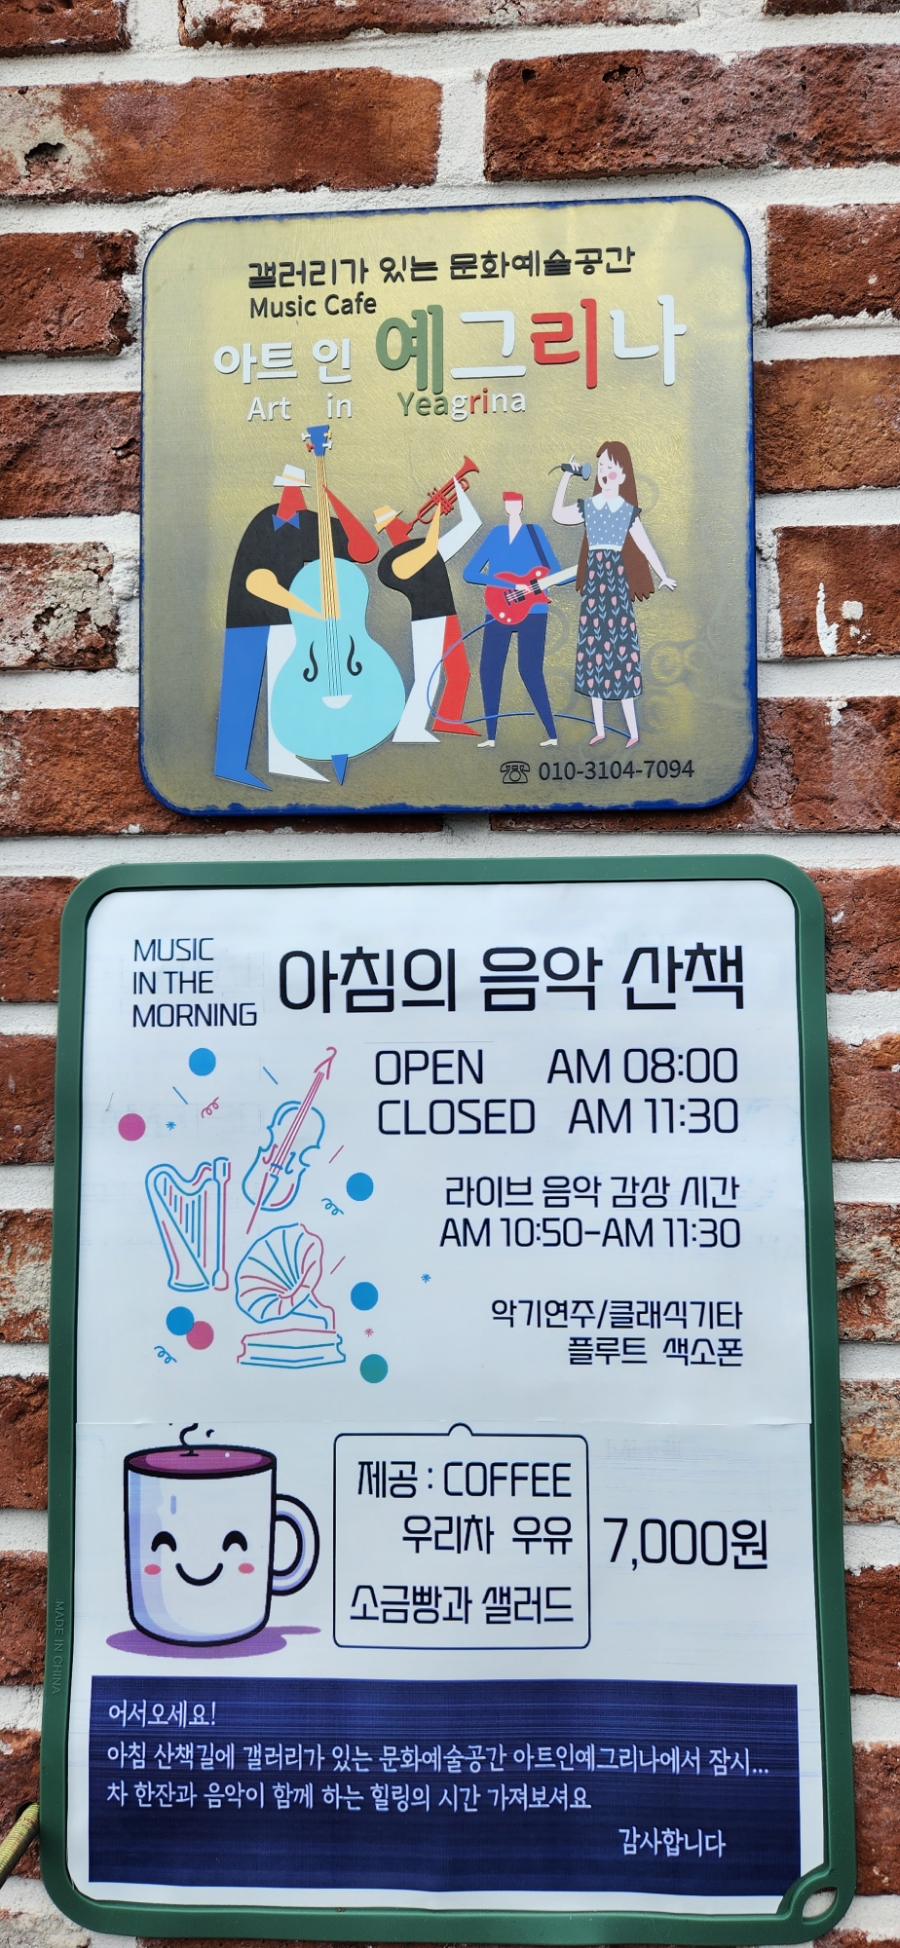 갤러리가 있는 문화예술공간
Music Cafe
아트 인 예그리나
Art in Yeagrina
010-3104-7094
MUSIC
IN THE
MORNING
아침의 음악 산책
OPEN AM 08:00
CLOSED AM 11:30
라이브 음악 감상 시간
AM 10:50-AM 11:30
악기연주/클래식기타
플루트 색소폰
제공 : COFFEE
우리차 우유
소금빵과 샐러드
7,000원
MADE IN CHINA
어서오세요!
아침 산책길에 갤러리가 있는 문화예술공간 아트인예그리나에서 잠시...
차 한잔과 음악이 함께 하는 힐링의 시간 가져보셔요
감사합니다